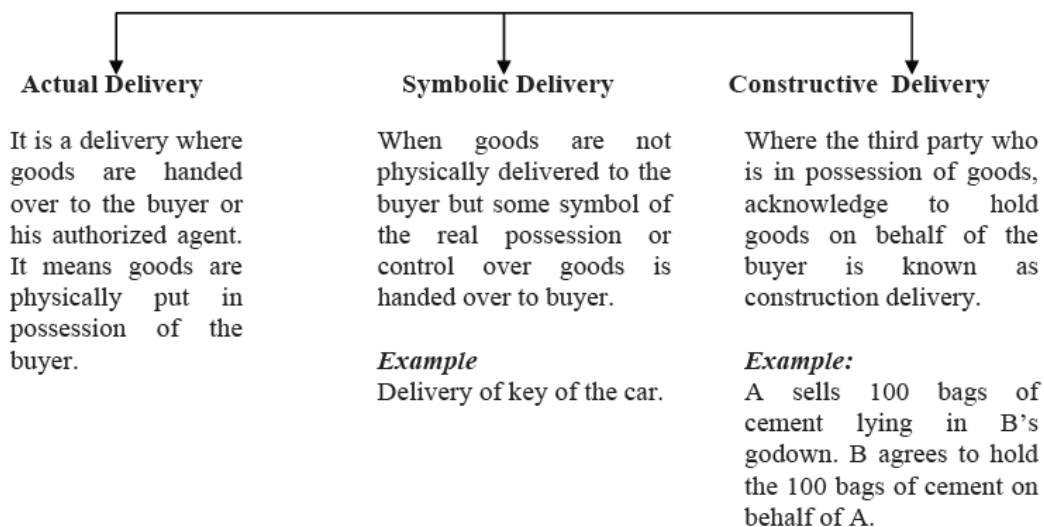 Actual Delivery
It is a delivery where
goods are handed
over to the buyer or
his authorized agent.
It means goods are
physically put in
possession of the
buyer.
Symbolic Delivery
When goods are not
physically delivered to the
buyer but some symbol of
the real possession or
control over goods is
handed over to buyer.
Example
Delivery of key of the car.
Constructive Delivery
Where the third party who
is in possession of goods,
acknowledge to hold
goods on behalf of the
buyer is known as
construction delivery.
Example:
A sells 100 bags of
cement lying in B’s
godown. B agrees to hold
the 100 bags of cement on
behalf of A.